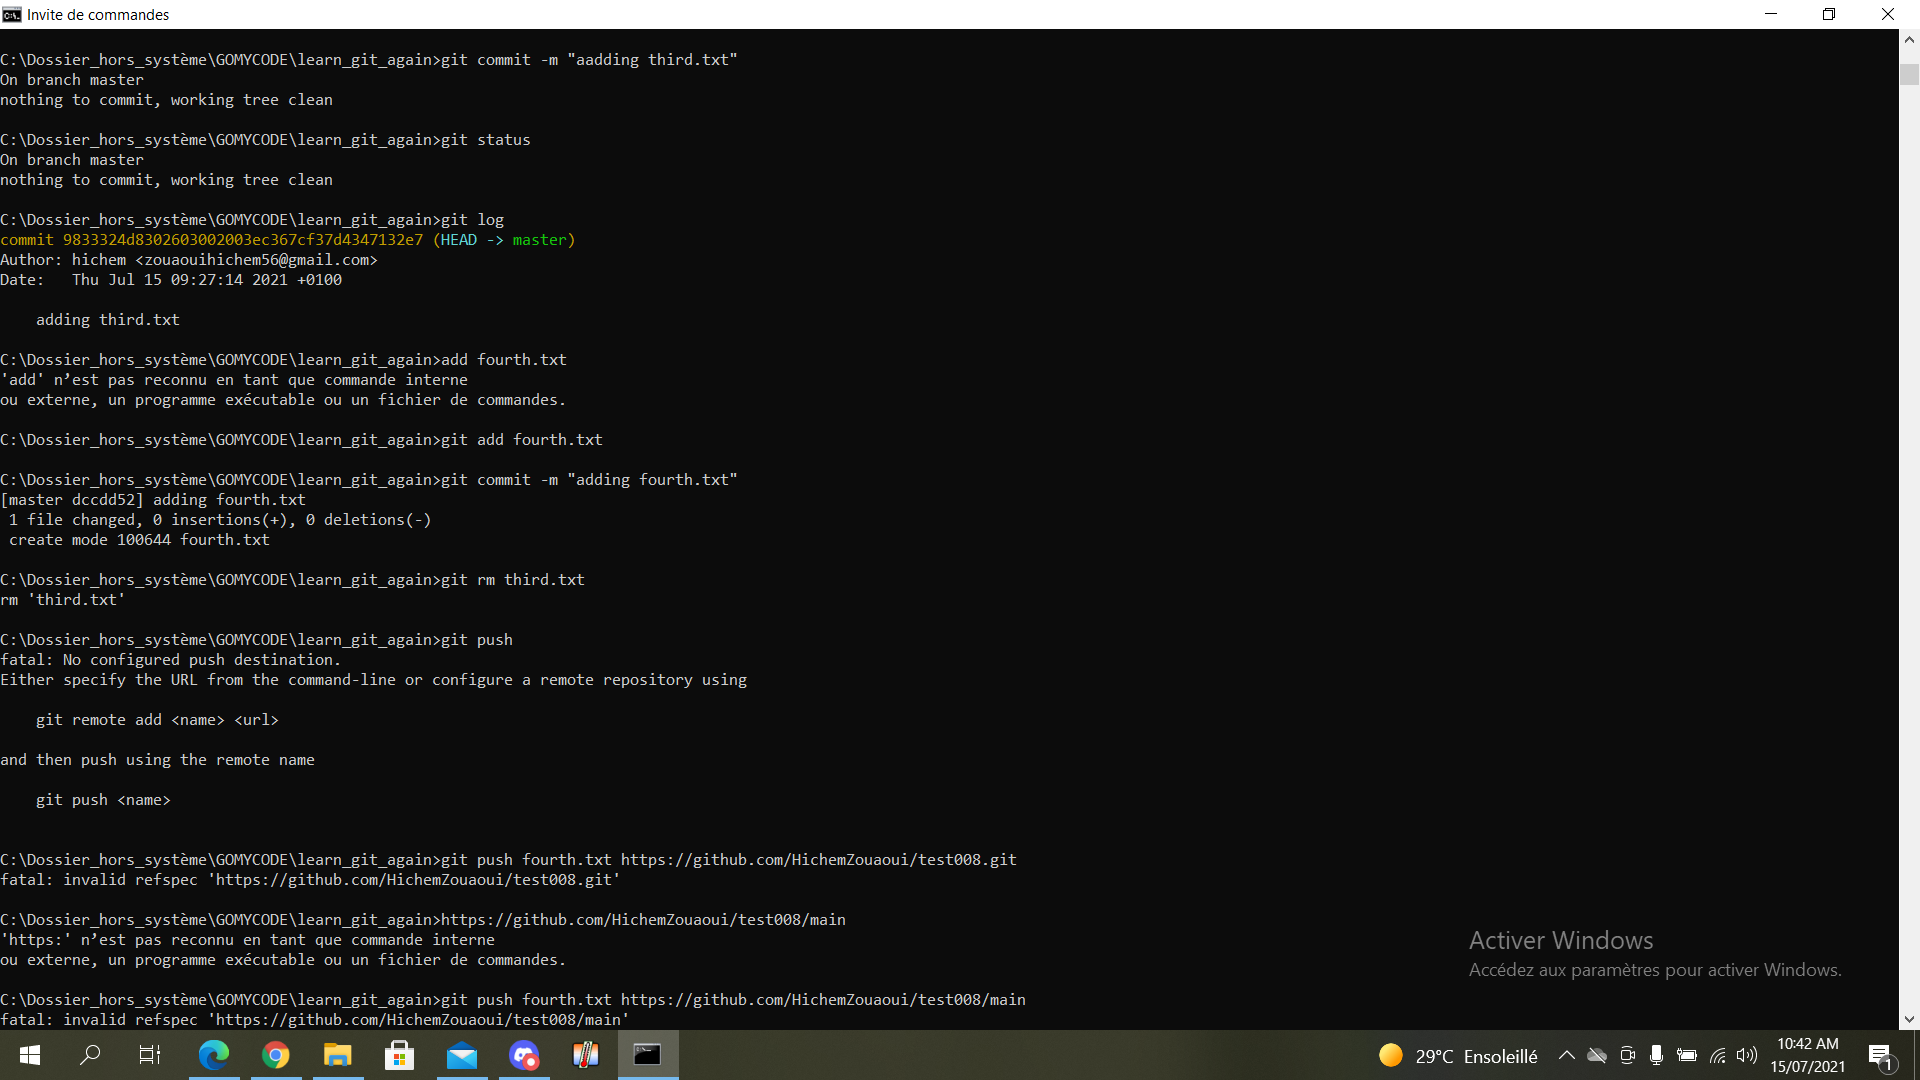 Invite de commandes
C:\Dossier_hors_système\GOMYCODE\learn_git_again>git commit -m "aadding third.txt"
On branch master
nothing to commit, working tree clean
C:\Dossier_hors_système\GOMYCODE\learn_git_again>git status
On branch master
nothing to commit, working tree clean
C:\Dossier_hors_système\GOMYCODE\learn_git_again>git log
commit 9833324d8302603002003ec367cf37d4347132e7 (HEAD -> master)
Author: hichem <zouaouihichem56@gmail.com>
Date:   Thu Jul 15 09:27:14 2021 +0100
    adding third.txt
C:\Dossier_hors_système\GOMYCODE\learn_git_again>add fourth.txt
'add' n’est pas reconnu en tant que commande interne
ou externe, un programme exécutable ou un fichier de commandes.
C:\Dossier_hors_système\GOMYCODE\learn_git_again>git add fourth.txt
C:\Dossier_hors_système\GOMYCODE\learn_git_again>git commit -m "adding fourth.txt"
[master dccdd52] adding fourth.txt
 1 file changed, 0 insertions(+), 0 deletions(-)
 create mode 100644 fourth.txt
C:\Dossier_hors_système\GOMYCODE\learn_git_again>git rm third.txt
rm 'third.txt'
C:\Dossier_hors_système\GOMYCODE\learn_git_again>git push
fatal: No configured push destination.
Either specify the URL from the command-line or configure a remote repository using
    git remote add <name> <url>
and then push using the remote name
    git push <name>
C:\Dossier_hors_système\GOMYCODE\learn_git_again>git push fourth.txt https://github.com/HichemZouaoui/test008.git
fatal: invalid refspec 'https://github.com/HichemZouaoui/test008.git'
C:\Dossier_hors_système\GOMYCODE\learn_git_again>https://github.com/HichemZouaoui/test008/main
'https:' n’est pas reconnu en tant que commande interne
ou externe, un programme exécutable ou un fichier de commandes.
C:\Dossier_hors_système\GOMYCODE\learn_git_again>git push fourth.txt https://github.com/HichemZouaoui/test008/main
fatal: invalid refspec 'https://github.com/HichemZouaoui/test008/main'
Activer Windows
Accédez aux paramètres pour activer Windows.
29°C Ensoleillé
10:42 AM
15/07/2021
1